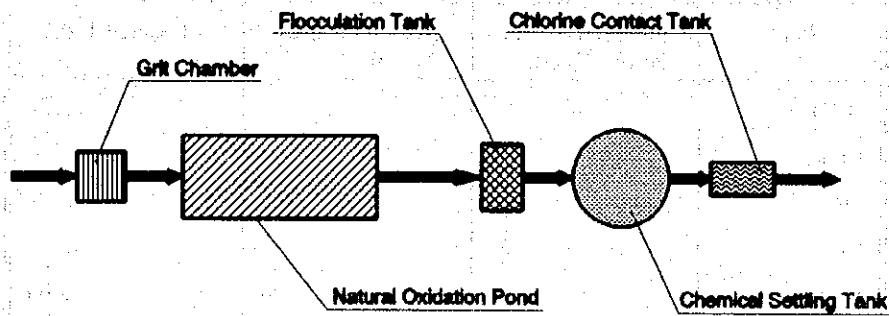 Flocculation Tank
Chlorine Contact Tank
Grit Chamber
Natural Oxidation Pond
Chemical Settling Tank